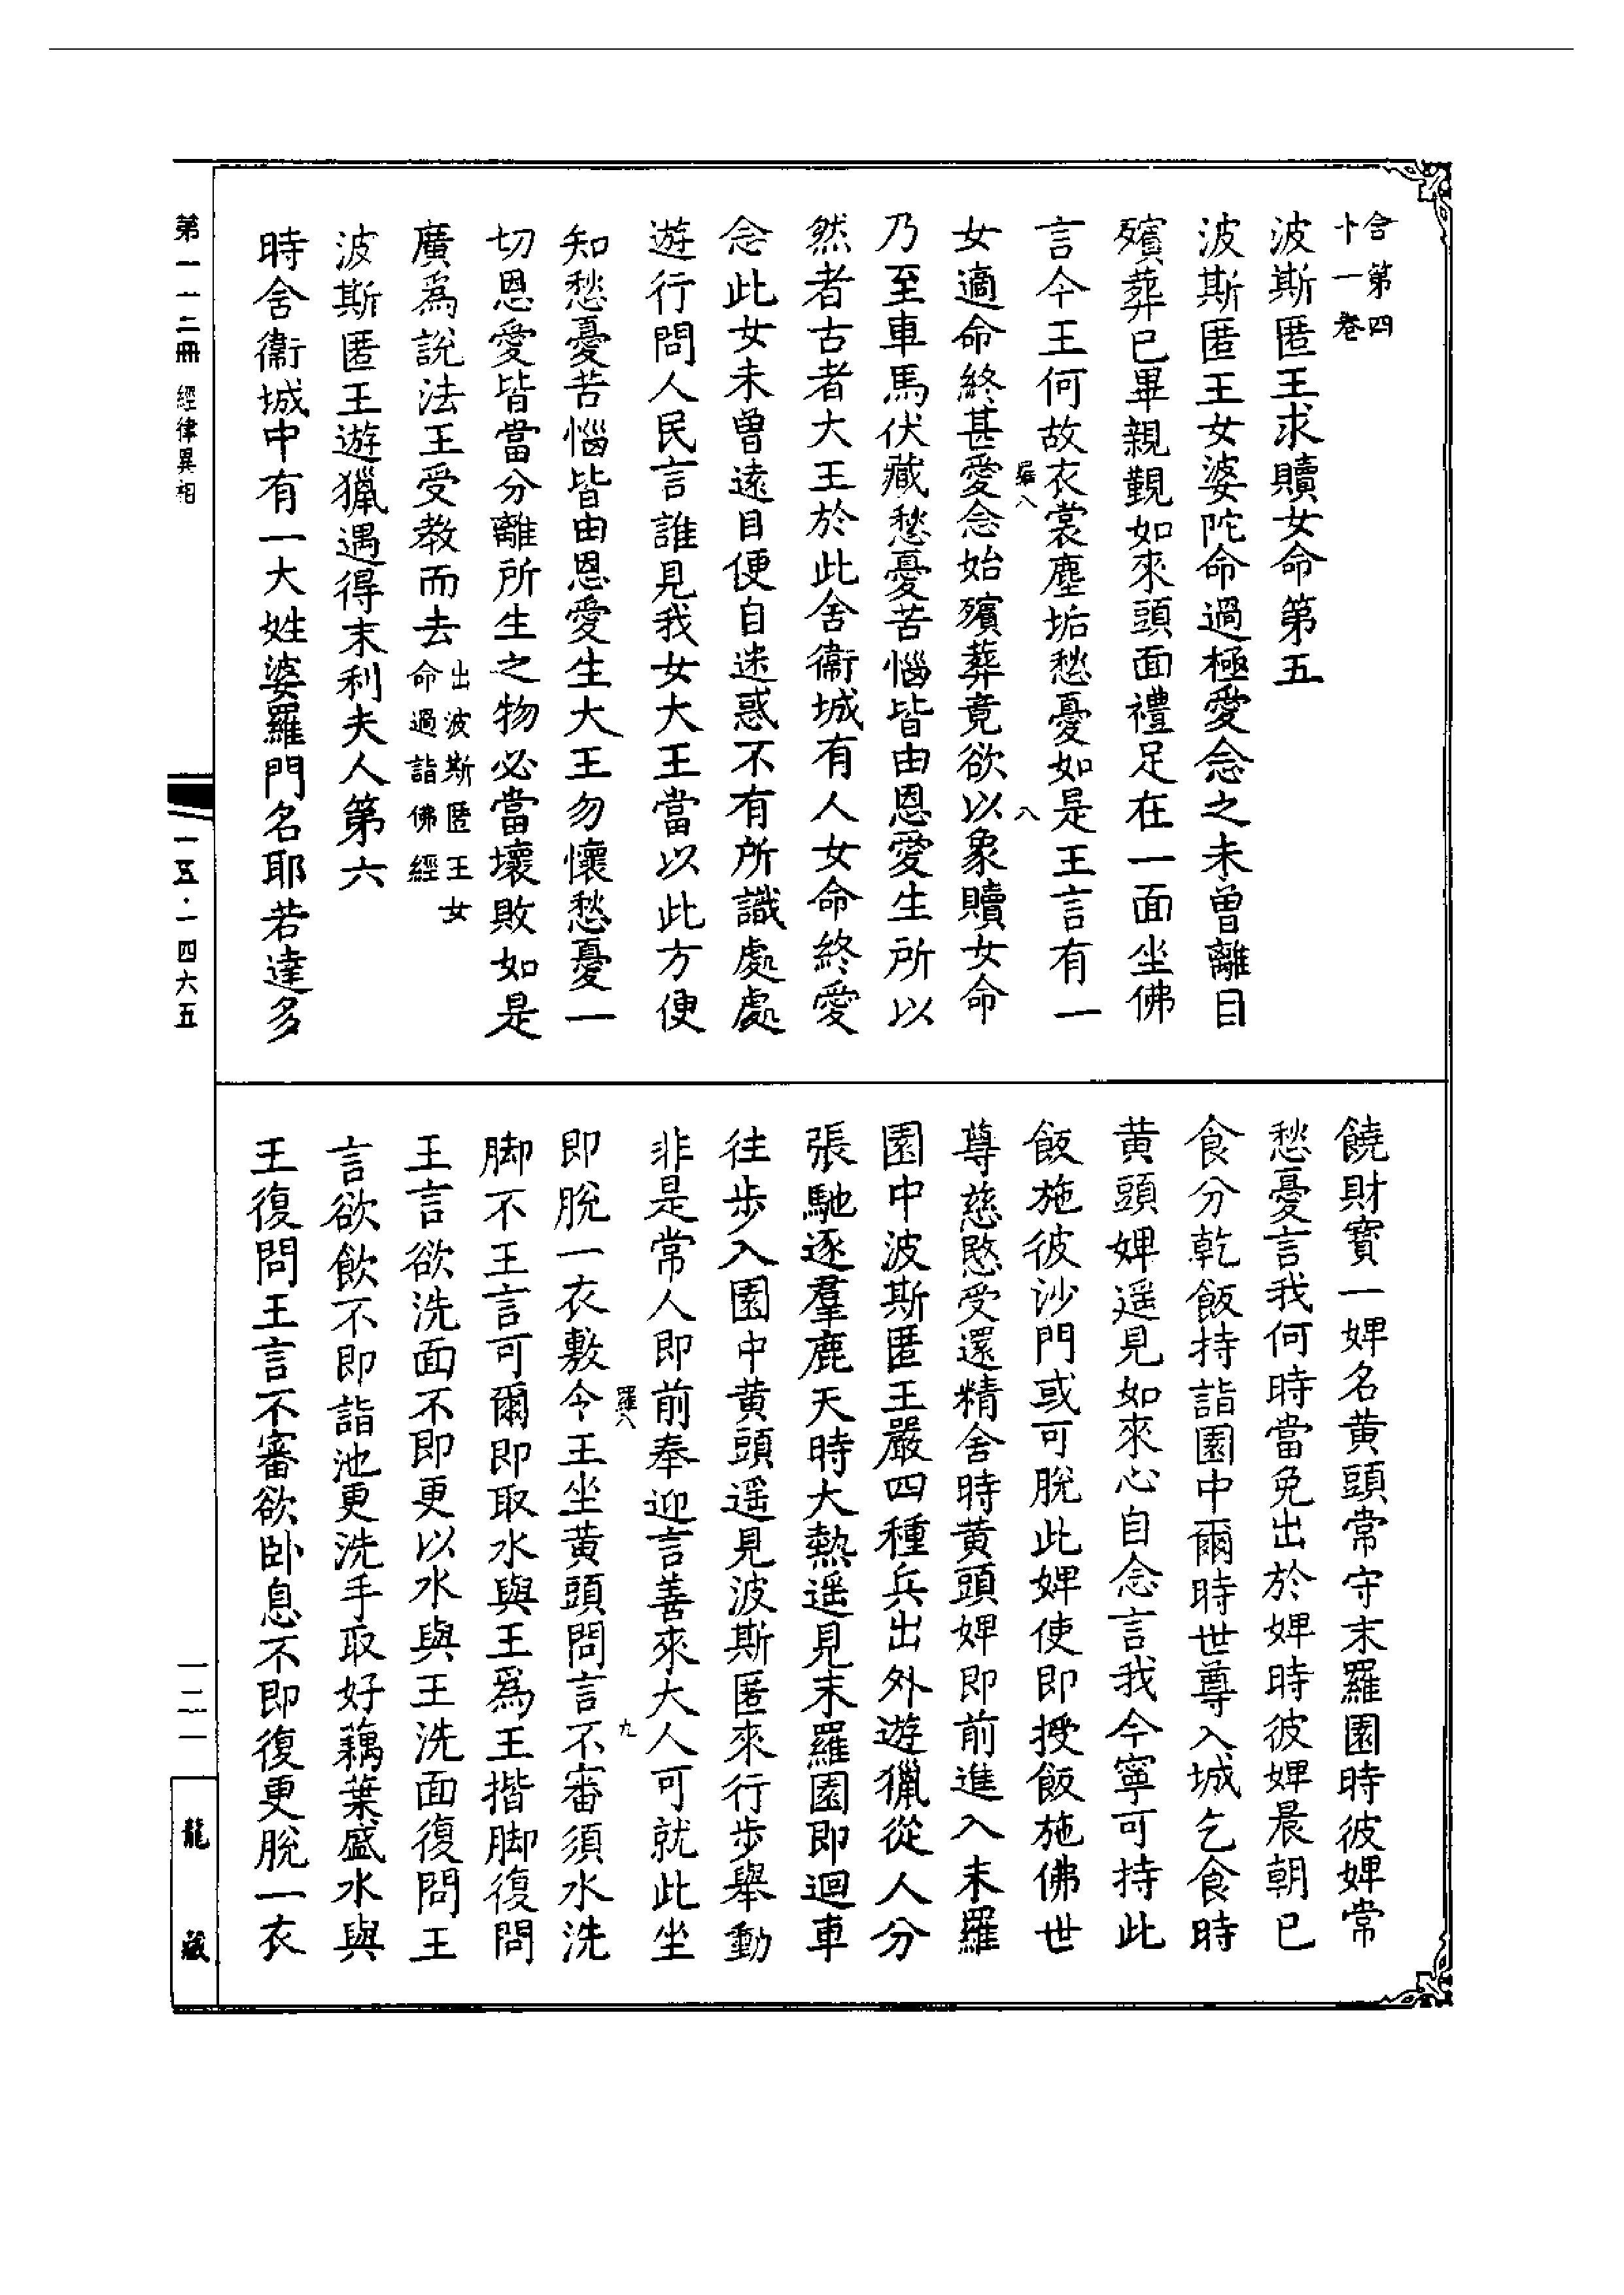 含第四
十一卷
波斯匿王求贖女命第五
波斯匿王女婆陀命過極愛念之未曾離目
殯葬已畢親覲如來頭面禮足在一面坐佛
言今王何故衣裳塵垢愁憂如是王言有一
羅八
八
女適命終甚愛念始殯葬竟欲以象贖女命
乃至車馬伏藏愁憂苦惱皆由恩愛生所以
然者古者大王於此舍衞城有人女命終愛
念此女未曾遠目便自迷惑不有所識處處
遊行問人民言誰見我女大王當以此方便
知愁憂苦惱皆由恩愛生大王勿懷愁憂一
切恩愛皆當分離所生之物必當壞敗如是
廣爲說法王受教而去出波斯匿王女
命過詣佛經
波斯匿王遊獵遇得末利夫人第六
時舍衞城中有一大姓婆羅門名耶若達多
饒財寶一婢名黃頭常守末羅園時彼婢常
愁憂言我何時當免出於婢時彼婢晨朝已
食分乾飯持詣園中爾時世尊入城乞食時
黃頭婢遥見如來心自念言我今寧可持此
飯施彼沙門或可脫此婢使即授飯施佛世
尊慈愍受還精舍時黃頭婢即前進入末羅
園中波斯匿王嚴四種兵出外遊獵從人分
張馳逐羣鹿天時大熱遥見末羅園即迴車
往步入園中黃頭遥見波斯匿來行步舉動
非是常人即前奉迎言善來大人可就此坐
羅八
九
即脫一衣敷令王坐黃頭問言不審須水洗
脚不王言可爾即取水與王爲王揩脚復問
王言欲洗面不即更以水與王洗面復問王
言欲飲不即詣池更洗手取好藕葉盛水與
王復問王言不審欲卧息不即復更脫一衣
第一一二冊 經律異相
一五·一四六五
一二一
龍藏